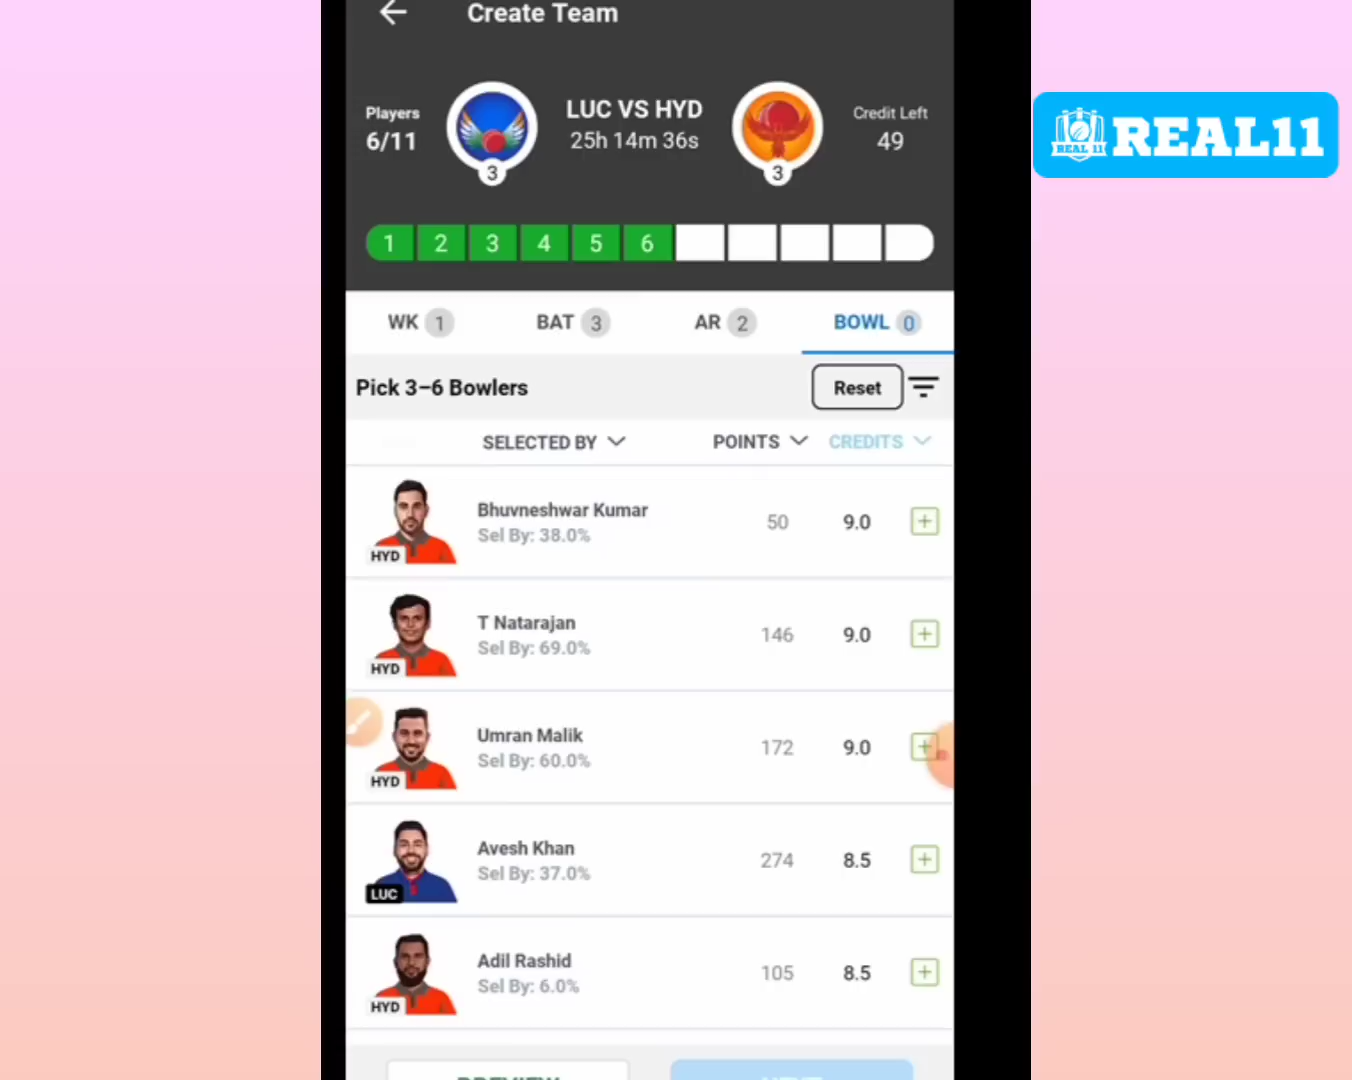 Create Team
Players
6/11
LUC VS HYD
25h 14m 36s
Credit Left
49
3
3
REAL 11
REAL11
1 2 3 4 5 6
WK 1
BAT 3
AR 2
BOWL 0
Pick 3-6 Bowlers
Reset
SELECTED BY
POINTS
CREDITS
Bhuvneshwar Kumar
Sel By: 38.0%
50
9.0
HYD
T Natarajan
Sel By: 69.0%
146
9.0
HYD
Umran Malik
Sel By: 60.0%
172
9.0
HYD
Avesh Khan
Sel By: 37.0%
274
8.5
LUC
Adil Rashid
Sel By: 6.0%
105
8.5
HYD
PREVIEW
NEXT